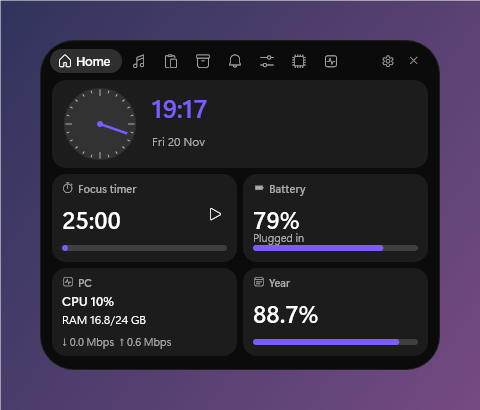 Home
19:17
Fri 20 Nov
Focus timer
25:00
Battery
79%
Plugged in
PC
CPU 10%
RAM 16.8/24 GB
↓ 0.0 Mbps ↑ 0.6 Mbps
Year
88.7%